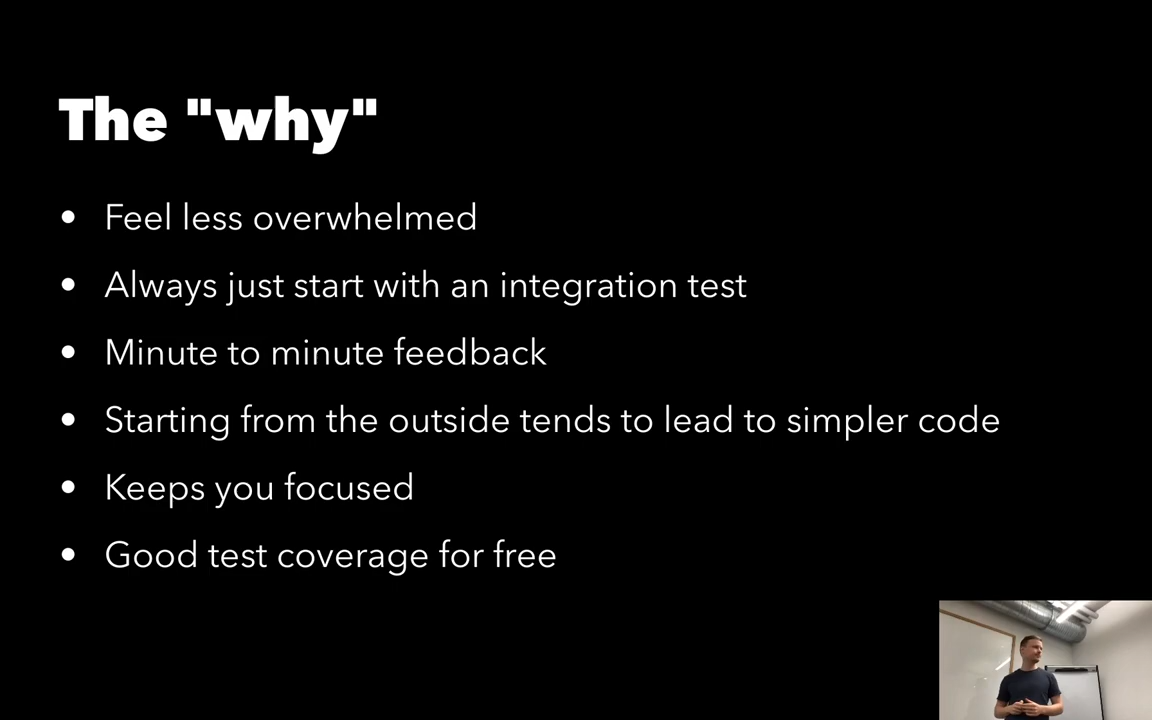 The "why"
• Feel less overwhelmed
• Always just start with an integration test
• Minute to minute feedback
• Starting from the outside tends to lead to simpler code
• Keeps you focused
• Good test coverage for free